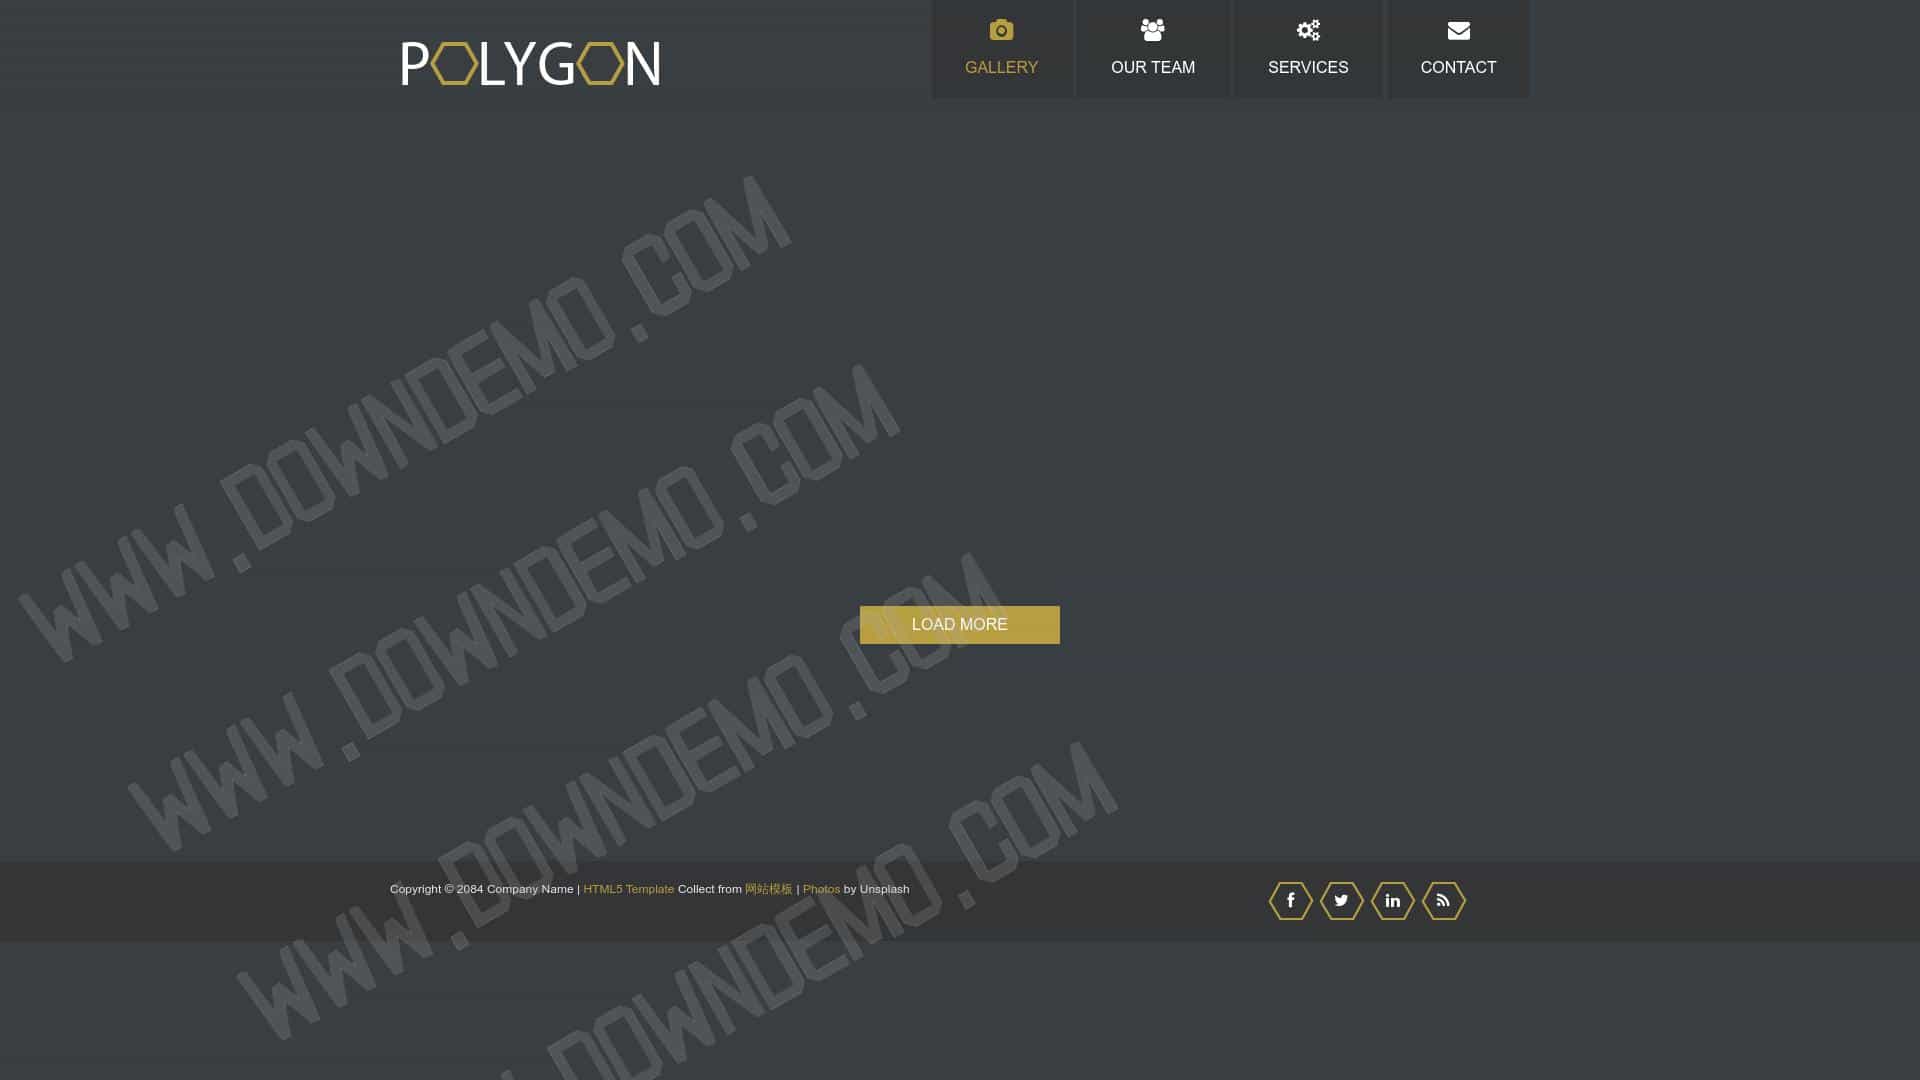 POLYGON
GALLERY
OUR TEAM
SERVICES
CONTACT
WWW.DOWNDEMO.COM
WWW.DOWNDEMO.COM
LOAD MORE
WWW.DOWNDEMO.COM
DOWNDEMO.COM
Copyright © 2084 Company Name | HTML5 Template Collect from 网站模板 | Photos by Unsplash